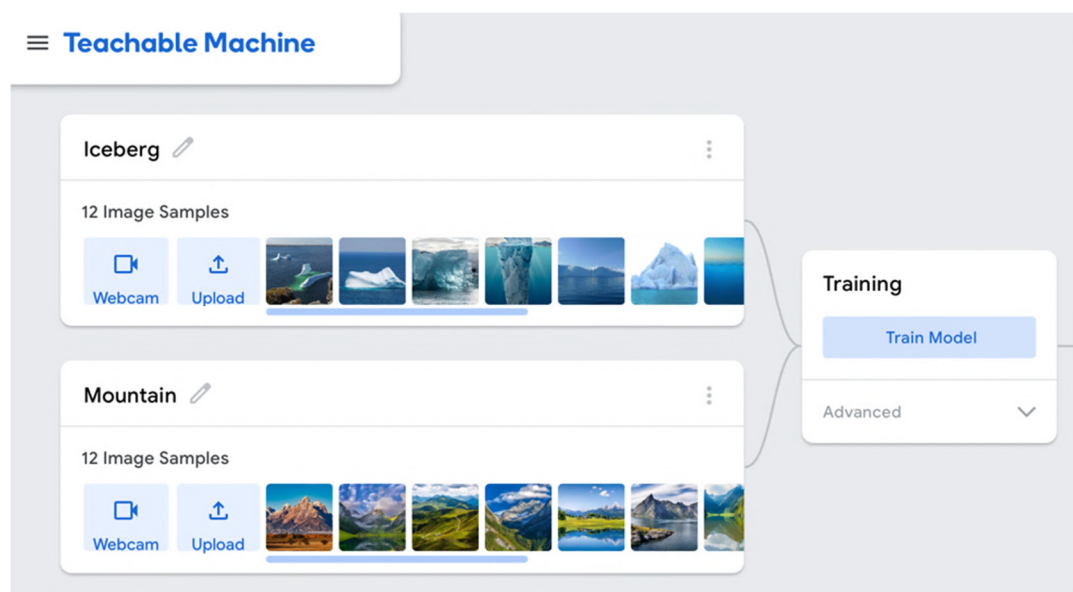 Teachable Machine
Iceberg
12 Image Samples
Webcam
Upload
Mountain
12 Image Samples
Webcam
Upload
Training
Train Model
Advanced